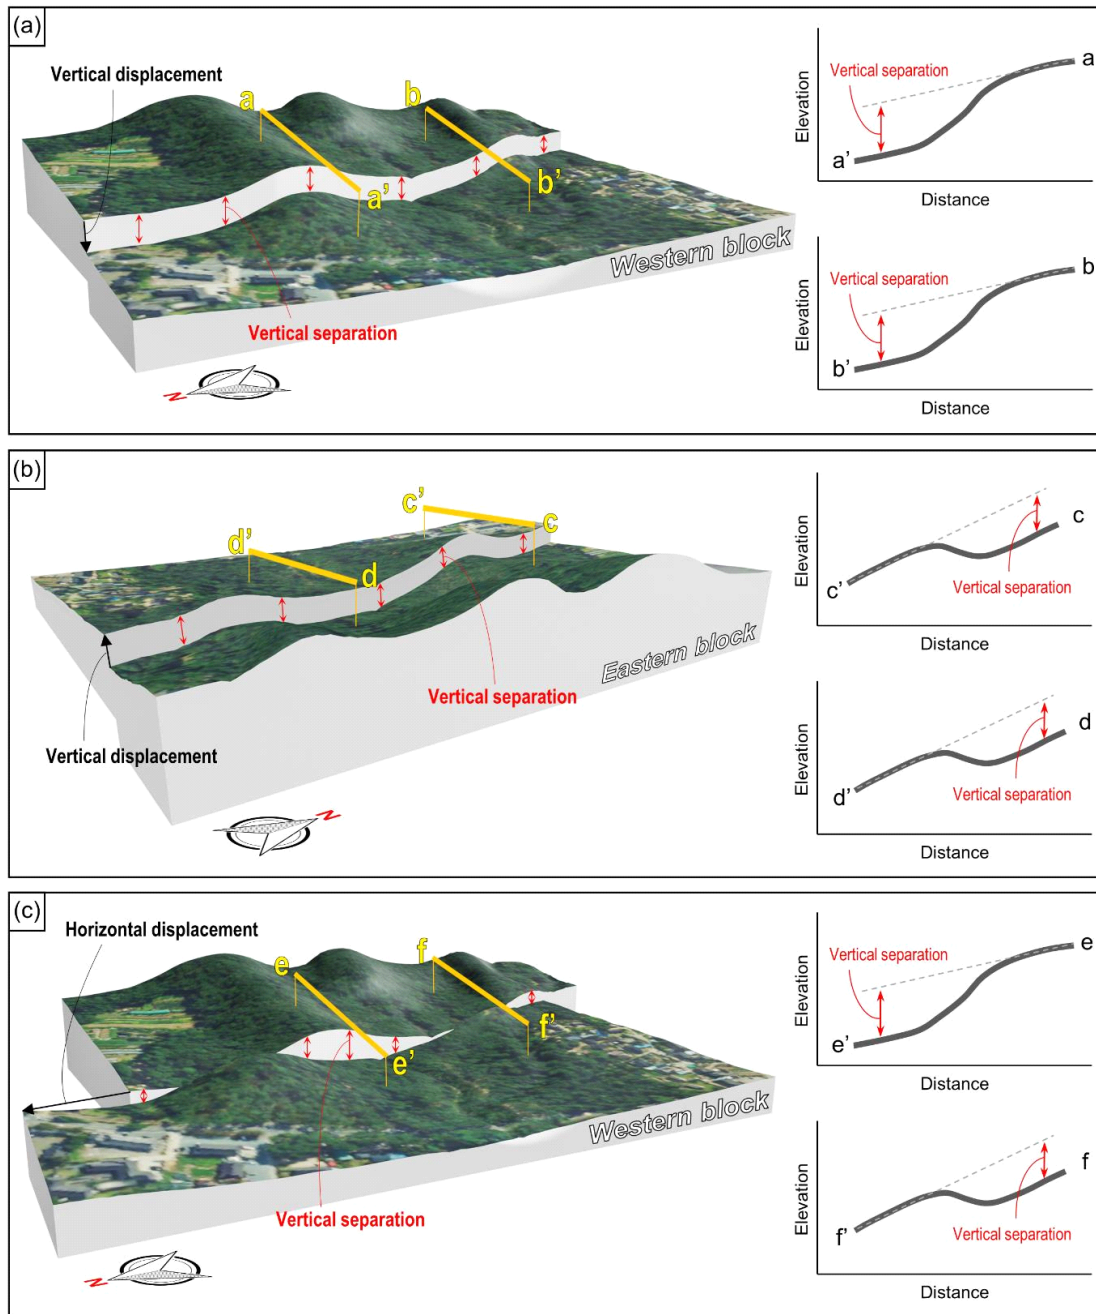 (a)
Vertical displacement
a
b
a’
b’
Western block
Vertical separation
N
Elevation
Vertical separation
a
a’
Distance
Elevation
Vertical separation
b
b’
Distance
(b)
c’
c
d’
d
Eastern block
Vertical separation
Vertical displacement
N
Elevation
c
c’
Vertical separation
Distance
Elevation
d
d’
Vertical separation
Distance
(c)
Horizontal displacement
e
f
e’
f’
Western block
Vertical separation
N
Elevation
Vertical separation
e
e’
Distance
Elevation
f
f’
Vertical separation
Distance